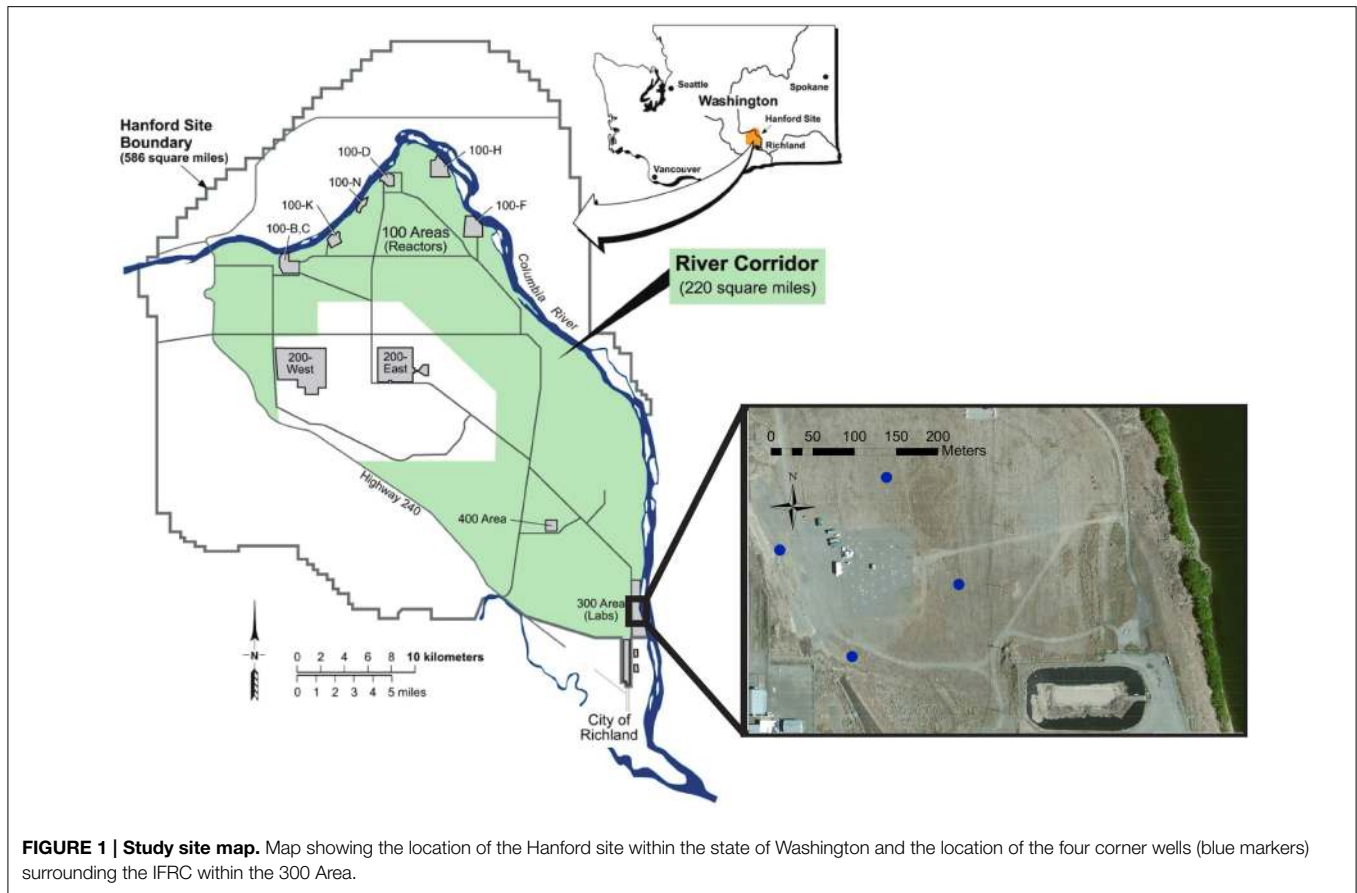 Seattle
Spokane
Washington
Hanford Site
Richland
Vancouver
Hanford Site
Boundary
(586 square miles)
100-D
100-H
100-N
100-K
100-F
100-B,C
100 Areas
(Reactors)
River Corridor
(220 square miles)
Columbia River
200-
West
200-
East
Highway 240
400 Area
300 Area
(Labs)
0 50 100 150 200
Meters
N
N
0 2 4 6 8 10 kilometers
0 1 2 3 4 5 miles
City of
Richland
FIGURE 1 | Study site map. Map showing the location of the Hanford site within the state of Washington and the location of the four corner wells (blue markers)
surrounding the IFRC within the 300 Area.